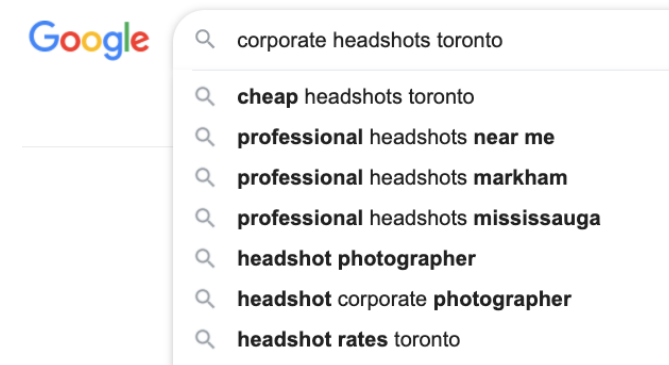 Google
corporate headshots toronto
cheap headshots toronto
professional headshots near me
professional headshots markham
professional headshots mississauga
headshot photographer
headshot corporate photographer
headshot rates toronto